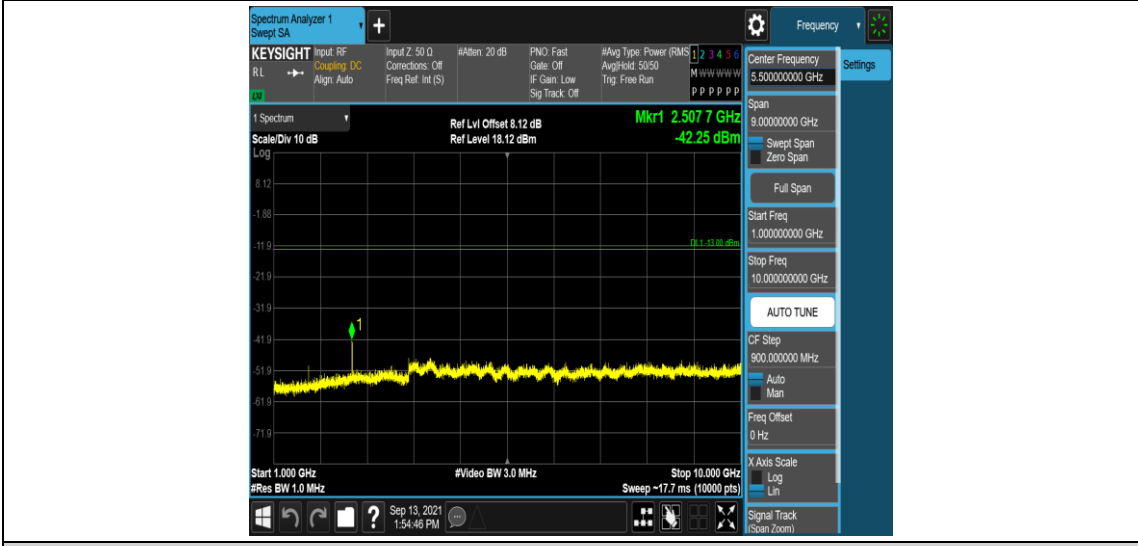 Spectrum Analyzer 1
Swept SA
Frequency
KEYSIGHT
R L
Input: RF
Coupling: DC
Align: Auto
Input Z: 50 Ω
Corrections: Off
Freq Ref: Int (S)
#Atten: 20 dB
PNO: Fast
Gate: Off
IF Gain: Low
Sig Track: Off
#Avg Type: Power (RMS
Avg|Hold: 50/50
Trig: Free Run
1 2 3 4 5 6
M W W W W W
P P P P P P
1 Spectrum
Scale/Div 10 dB
Log
Ref Lvl Offset 8.12 dB
Ref Level 18.12 dBm
Mkr1 2.507 7 GHz
-42.25 dBm
8.12
-1.88
-11.9
DL1 -13.00 dBm
-21.9
-31.9
1
-41.9
-51.9
-61.9
-71.9
Start 1.000 GHz
#Res BW 1.0 MHz
#Video BW 3.0 MHz
Stop 10.000 GHz
Sweep ~17.7 ms (10000 pts)
Sep 13, 2021
1:54:46 PM
Center Frequency
5.500000000 GHz
Settings
Span
9.00000000 GHz
Swept Span
Zero Span
Full Span
Start Freq
1.000000000 GHz
Stop Freq
10.000000000 GHz
AUTO TUNE
CF Step
900.000000 MHz
Auto
Man
Freq Offset
0 Hz
X Axis Scale
Log
Lin
Signal Track
(Span Zoom)